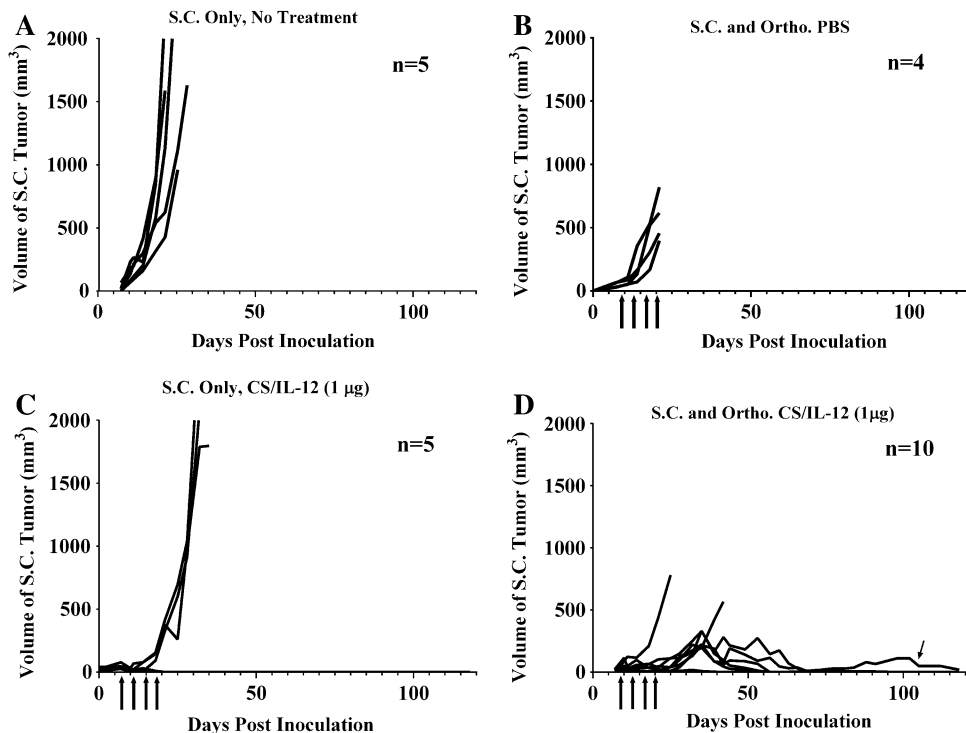 A
S.C. Only, No Treatment
n=5
Volume of S.C. Tumor (mm³)
2000
1500
1000
500
0
0 50 100
Days Post Inoculation
B
S.C. and Ortho. PBS
n=4
Volume of S.C. Tumor (mm³)
2000
1500
1000
500
0
0 50 100
Days Post Inoculation
C
S.C. Only, CS/IL-12 (1 µg)
n=5
Volume of S.C. Tumor (mm³)
2000
1500
1000
500
0
0 50 100
Days Post Inoculation
D
S.C. and Ortho. CS/IL-12 (1µg)
n=10
Volume of S.C. Tumor (mm³)
2000
1500
1000
500
0
0 50 100
Days Post Inoculation